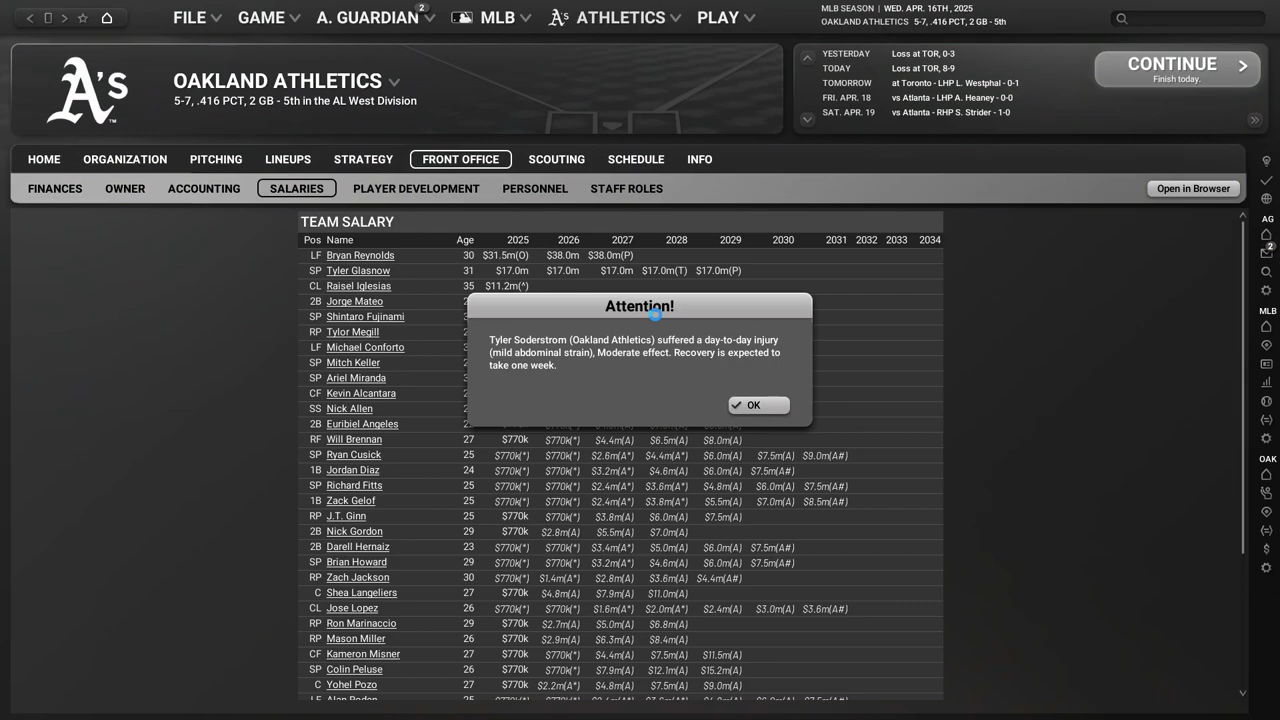 FILE GAME A. GUARDIAN 2 MLB A's ATHLETICS PLAY
MLB SEASON | WED. APR. 16TH , 2025
OAKLAND ATHLETICS 5-7, .416 PCT, 2 GB - 5th
A's
OAKLAND ATHLETICS
5-7, .416 PCT, 2 GB - 5th in the AL West Division
YESTERDAY Loss at TOR, 0-3
TODAY Loss at TOR, 8-9
TOMORROW at Toronto - LHP L. Westphal - 0-1
FRI. APR. 18 vs Atlanta - LHP A. Heaney - 0-0
SAT. APR. 19 vs Atlanta - RHP S. Strider - 1-0
CONTINUE
Finish today.
HOME ORGANIZATION PITCHING LINEUPS STRATEGY FRONT OFFICE SCOUTING SCHEDULE INFO
FINANCES OWNER ACCOUNTING SALARIES PLAYER DEVELOPMENT PERSONNEL STAFF ROLES Open in Browser
TEAM SALARY
Pos Name Age 2025 2026 2027 2028 2029 2030 2031 2032 2033 2034
LF Bryan Reynolds 30 $31.5m(O) $38.0m $38.0m(P)
SP Tyler Glasnow 31 $17.0m $17.0m $17.0m $17.0m(T) $17.0m(P)
CL Raisel Iglesias 35 $11.2m(^)
2B Jorge Mateo
SP Shintaro Fujinami
RP Tylor Megill
LF Michael Conforto
SP Mitch Keller
SP Ariel Miranda
CF Kevin Alcantara
SS Nick Allen
2B Euribiel Angeles
RF Will Brennan 27 $770k $770k(*) $4.4m(A) $6.5m(A) $8.0m(A)
SP Ryan Cusick 25 $770k(*) $770k(*) $2.6m(A*) $4.4m(A*) $6.0m(A) $7.5m(A) $9.0m(A#)
1B Jordan Diaz 24 $770k(*) $770k(*) $3.2m(A*) $4.6m(A) $6.0m(A) $7.5m(A#)
SP Richard Fitts 25 $770k(*) $770k(*) $2.4m(A*) $3.6m(A*) $4.8m(A) $6.0m(A) $7.5m(A#)
1B Zack Gelof 25 $770k(*) $770k(*) $2.4m(A*) $3.8m(A*) $5.5m(A) $7.0m(A) $8.5m(A#)
RP J.T. Ginn 25 $770k $770k(*) $3.8m(A) $6.0m(A) $7.5m(A)
2B Nick Gordon 29 $770k $2.8m(A) $5.5m(A) $7.0m(A)
2B Darell Hernaiz 23 $770k(*) $770k(*) $3.4m(A*) $5.0m(A) $6.0m(A) $7.5m(A#)
SP Brian Howard 29 $770k(*) $770k(*) $3.2m(A*) $4.6m(A) $6.0m(A) $7.5m(A#)
RP Zach Jackson 30 $770k(*) $1.4m(A*) $2.8m(A) $3.6m(A) $4.4m(A#)
C Shea Langeliers 27 $770k $4.8m(A) $7.9m(A) $11.0m(A)
CL Jose Lopez 26 $770k(*) $770k(*) $1.6m(A*) $2.0m(A*) $2.4m(A) $3.0m(A) $3.6m(A#)
RP Ron Marinaccio 29 $770k $2.7m(A) $5.0m(A) $6.8m(A)
RP Mason Miller 26 $770k $2.9m(A) $6.3m(A) $8.4m(A)
CF Kameron Misner 27 $770k $770k(*) $4.4m(A) $7.5m(A) $11.5m(A)
SP Colin Peluse 26 $770k $770k(*) $7.9m(A) $12.1m(A) $15.2m(A)
C Yohel Pozo 27 $770k $2.2m(A*) $4.8m(A) $7.5m(A) $9.0m(A)
Attention!
Tyler Soderstrom (Oakland Athletics) suffered a day-to-day injury
(mild abdominal strain), Moderate effect. Recovery is expected to
take one week.
OK
AG
2
MLB
OAK
$